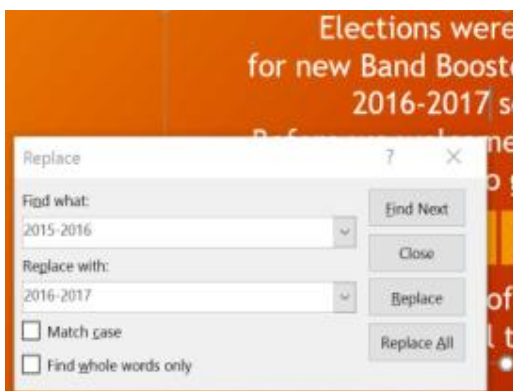 Elections were
for new Band Booste
2016-2017 s
Replace
?
Find what:
2015-2016
Find Next
Close
Replace with:
2016-2017
Replace
Match case
Replace All
Find whole words only
of